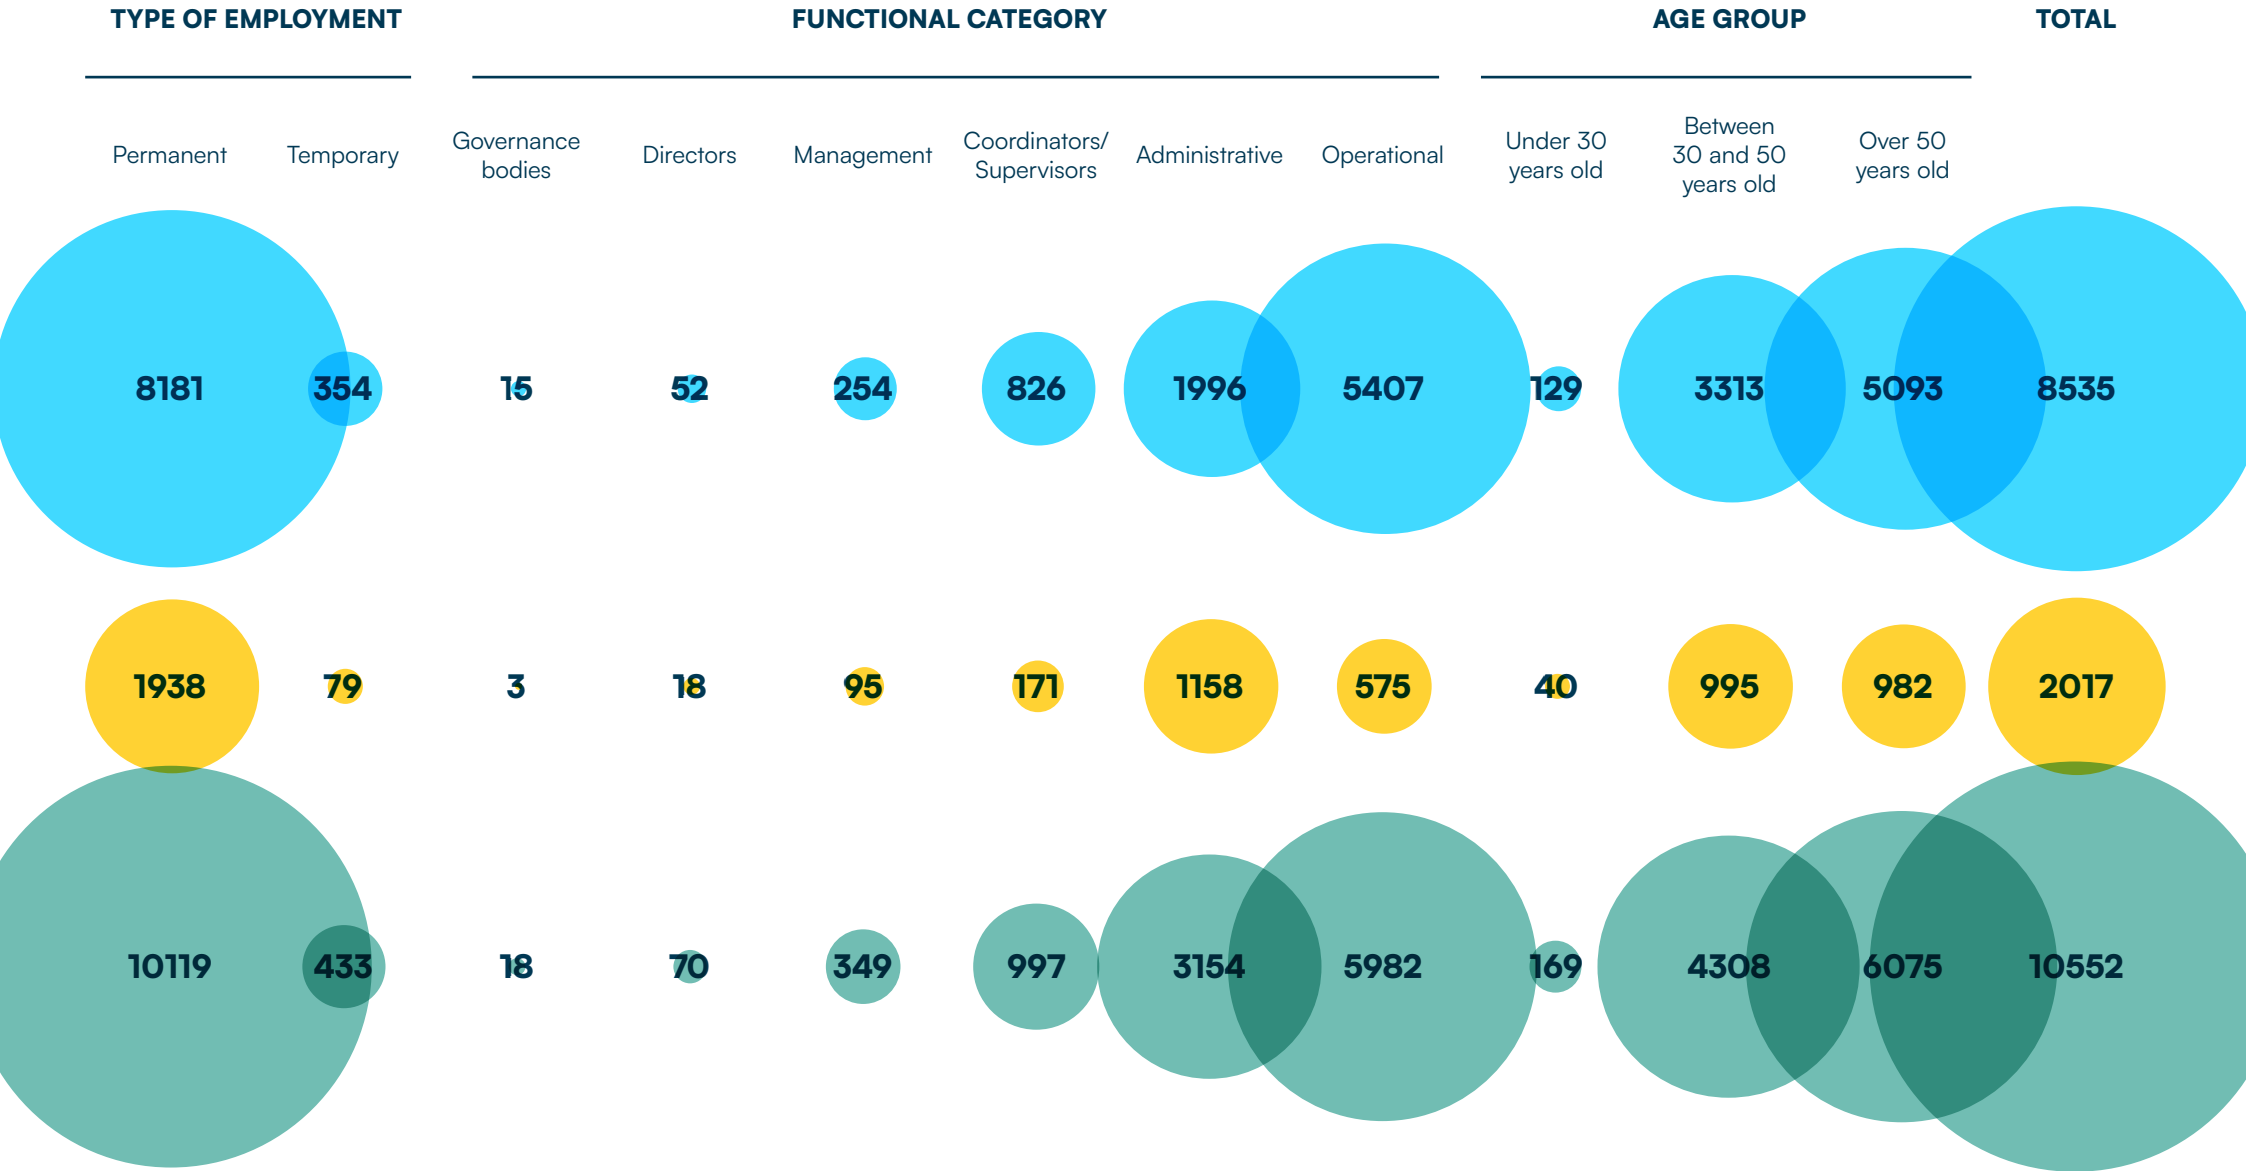 TYPE OF EMPLOYMENT
FUNCTIONAL CATEGORY
AGE GROUP
TOTAL
Permanent
Temporary
Governance
bodies
Directors
Management
Coordinators/
Supervisors
Administrative
Operational
Under 30
years old
Between
30 and 50
years old
Over 50
years old
8181 354 15 52 254 826 1996 5407 129 3313 5093 8535
1938 79 3 18 95 171 1158 575 40 995 982 2017
10119 433 18 70 349 997 3154 5982 169 4308 6075 10552